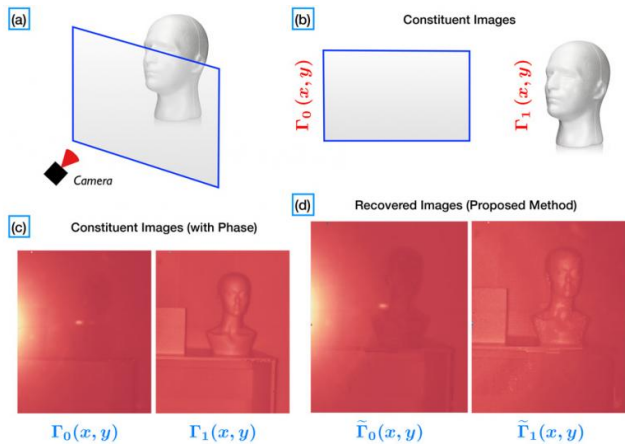 (a)
Camera
(b)
Constituent Images
Γ₀(x, y)
Γ₁(x, y)
(c)
Constituent Images (with Phase)
Γ₀(x, y)
Γ₁(x, y)
(d)
Recovered Images (Proposed Method)
Γ̃₀(x, y)
Γ̃₁(x, y)